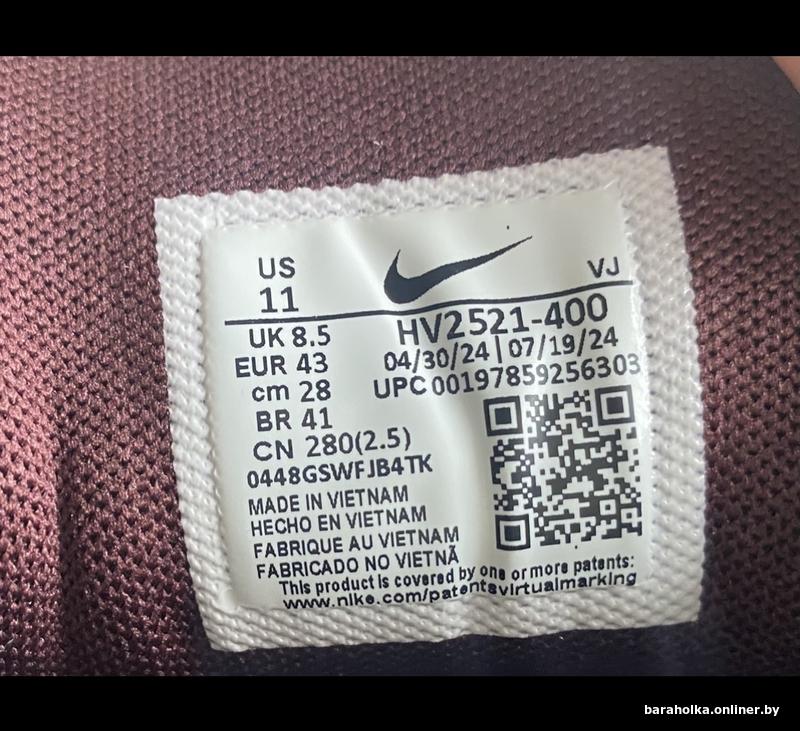 US
11
VJ
UK 8.5
EUR 43
cm 28
BR 41
CN 280(2.5)
0448GSWFJB4TK
HV2521-400
04/30/24|07/19/24
UPC 00197859256303
MADE IN VIETNAM
HECHO EN VIETNAM
FABRIQUE AU VIETNAM
FABRICADO NO VIETNÃ
This product is covered by one or more patents:
www.nike.com/patentsvirtualmarking
baraholka.onliner.by